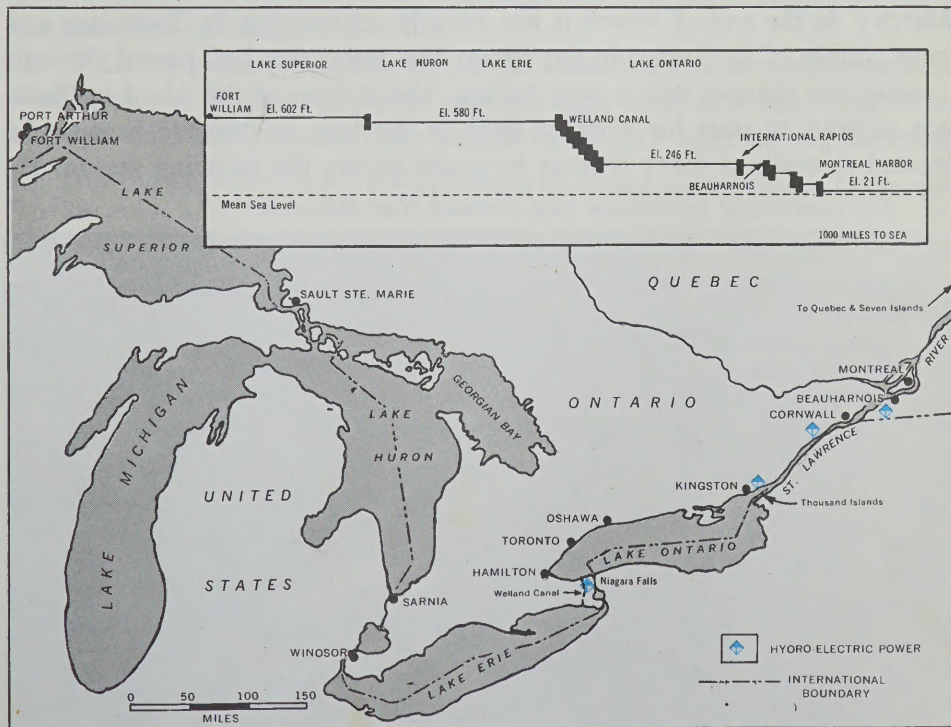 LAKE SUPERIOR LAKE HURON LAKE ERIE LAKE ONTARIO
FORT
WILLIAM
El. 602 Ft.
El. 580 Ft.
WELLAND CANAL
El. 246 Ft.
INTERNATIONAL RAPIOS
BEAUHARNOIS
MONTREAL HARBOR
El. 21 Ft.
Mean Sea Level
1000 MILES TO SEA
PORT ARTHUR
FORT WILLIAM
LAKE
SUPERIOR
SAULT STE. MARIE
QUEBEC
To Quebec & Seven Islands
RIVER
MONTREAL
BEAUHARNOIS
CORNWALL
ST. LAWRENCE
LAKE MICHIGAN
GEORGIAN BAY
ONTARIO
LAKE
HURON
UNITED
STATES
KINGSTON
Thousand Islands
OSHAWA
TORONTO
LAKE ONTARIO
HAMILTON
Niagara Falls
Welland Canal
SARNIA
WINOSOR
LAKE ERIE
HYDRO-ELECTRIC POWER
INTERNATIONAL
BOUNDARY
0 50 100 150
MILES